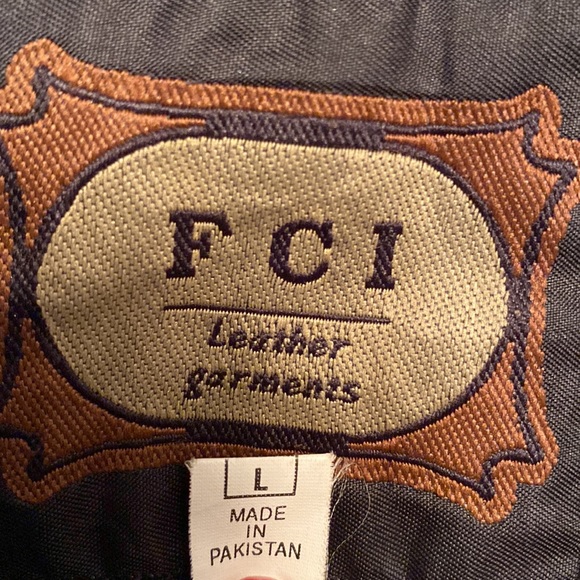 FCI
Leather
garments
L
MADE
IN
PAKISTAN